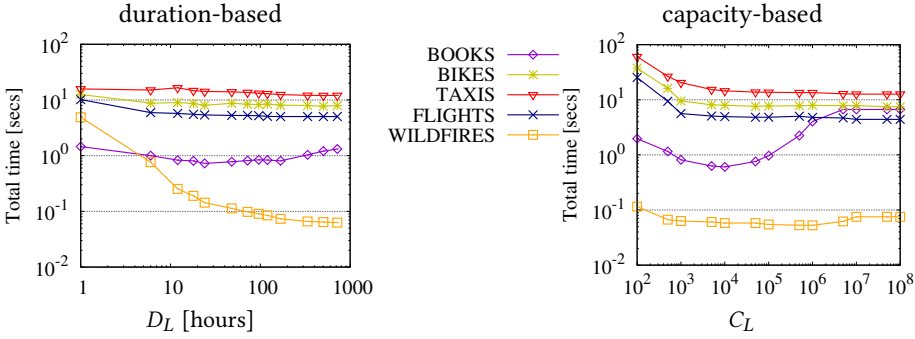 duration-based
Total time [secs]
10^2
10^1
10^0
10^-1
10^-2
1 10 100 1000
D_L [hours]
BOOKS
BIKES
TAXIS
FLIGHTS
WILDFIRES
capacity-based
Total time [secs]
10^2
10^1
10^0
10^-1
10^-2
10^2 10^3 10^4 10^5 10^6 10^7 10^8
C_L